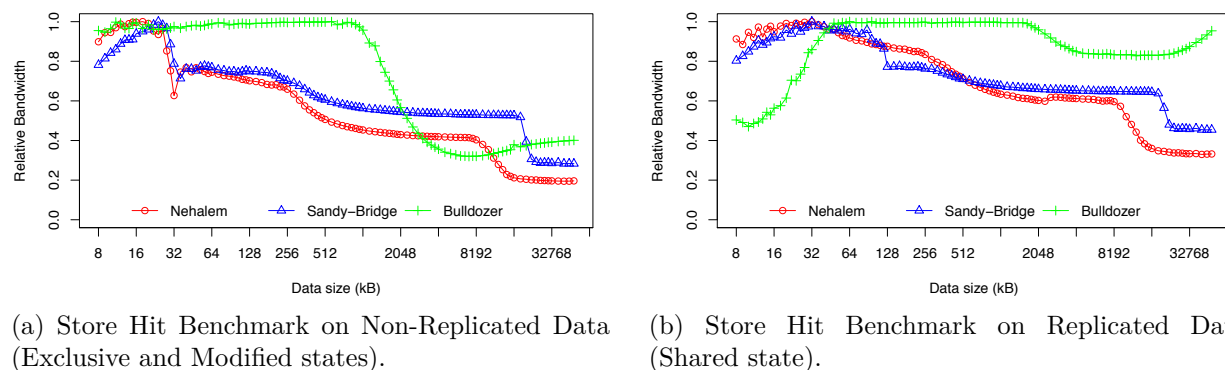 Relative Bandwidth
1.0
0.8
0.6
0.4
0.2
0.0
Nehalem Sandy-Bridge Bulldozer
8 16 32 64 128 256 512 2048 8192 32768
Data size (kB)
(a) Store Hit Benchmark on Non-Replicated Data
(Exclusive and Modified states).
Relative Bandwidth
1.0
0.8
0.6
0.4
0.2
0.0
Nehalem Sandy-Bridge Bulldozer
8 16 32 64 128 256 512 2048 8192 32768
Data size (kB)
(b) Store Hit Benchmark on Replicated Dat
(Shared state).